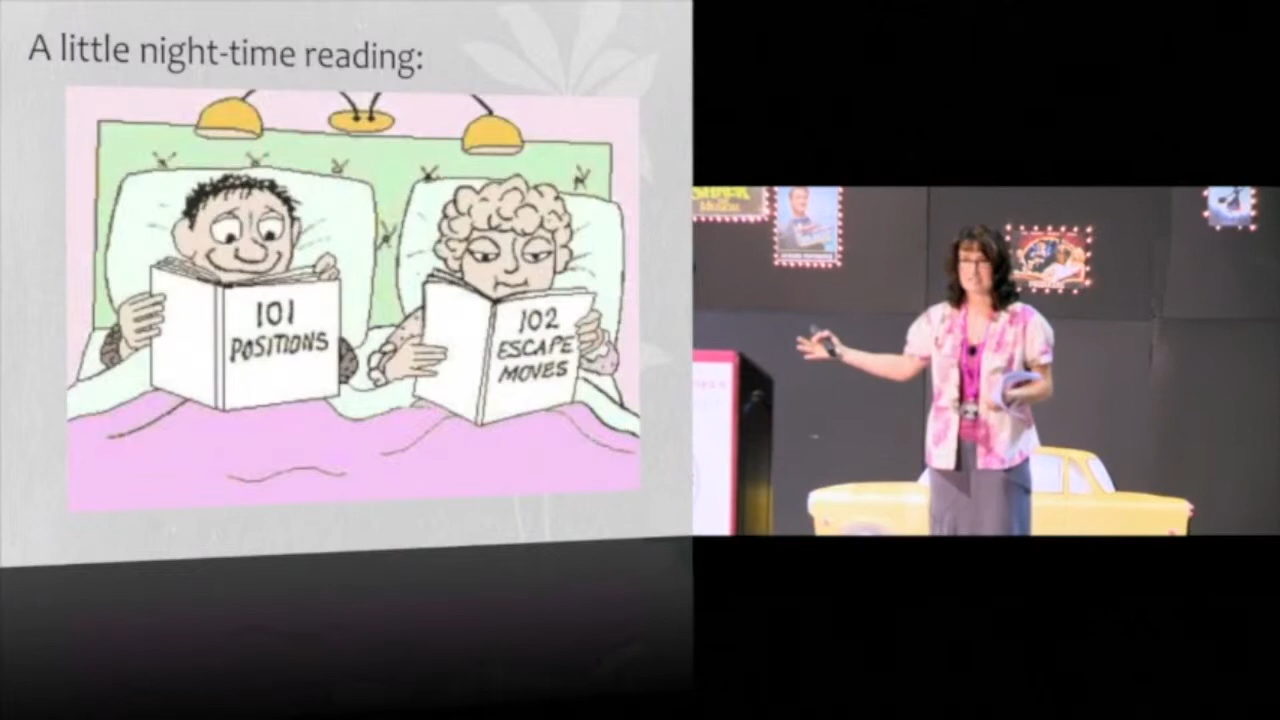 A little night-time reading:
101
POSITIONS
102
ESCAPE
MOVES